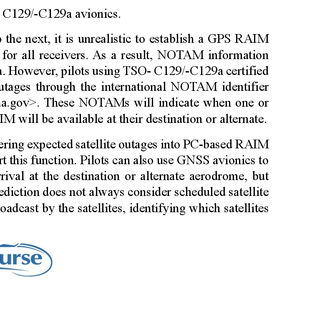 C129/-C129a avionics.
the next, it is unrealistic to establish a GPS RAIM
for all receivers. As a result, NOTAM information
However, pilots using TSO- C129/-C129a certified
utages through the international NOTAM identifier
a.gov>. These NOTAMs will indicate when one or
IM will be available at their destination or alternate.
ering expected satellite outages into PC-based RAIM
rt this function. Pilots can also use GNSS avionics to
rival at the destination or alternate aerodrome, but
ediction does not always consider scheduled satellite
oadcast by the satellites, identifying which satellites
urse